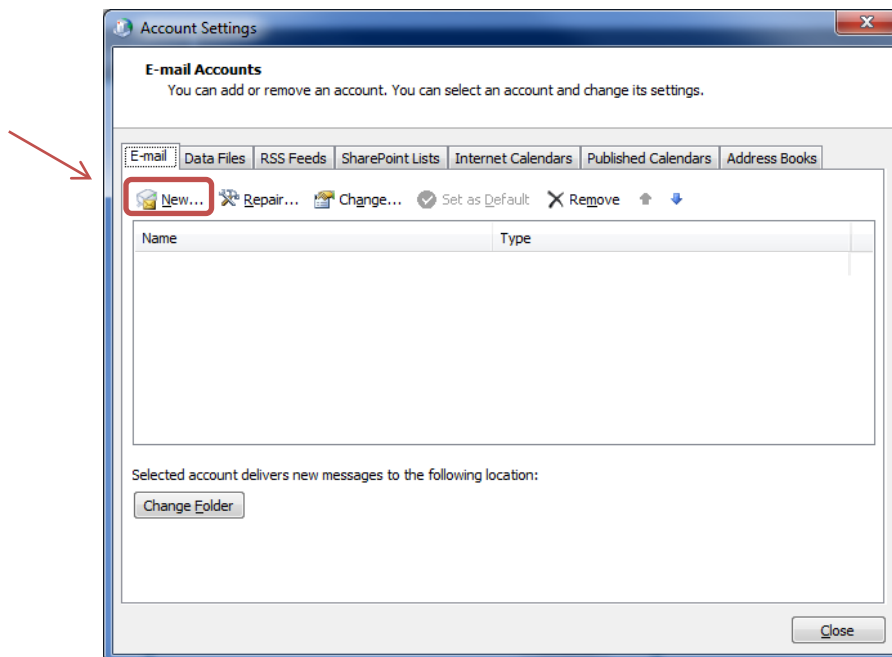 Account Settings
E-mail Accounts
You can add or remove an account. You can select an account and change its settings.
E-mail Data Files RSS Feeds SharePoint Lists Internet Calendars Published Calendars Address Books
New... Repair... Change... Set as Default Remove
Name Type
Selected account delivers new messages to the following location:
Change Folder
Close